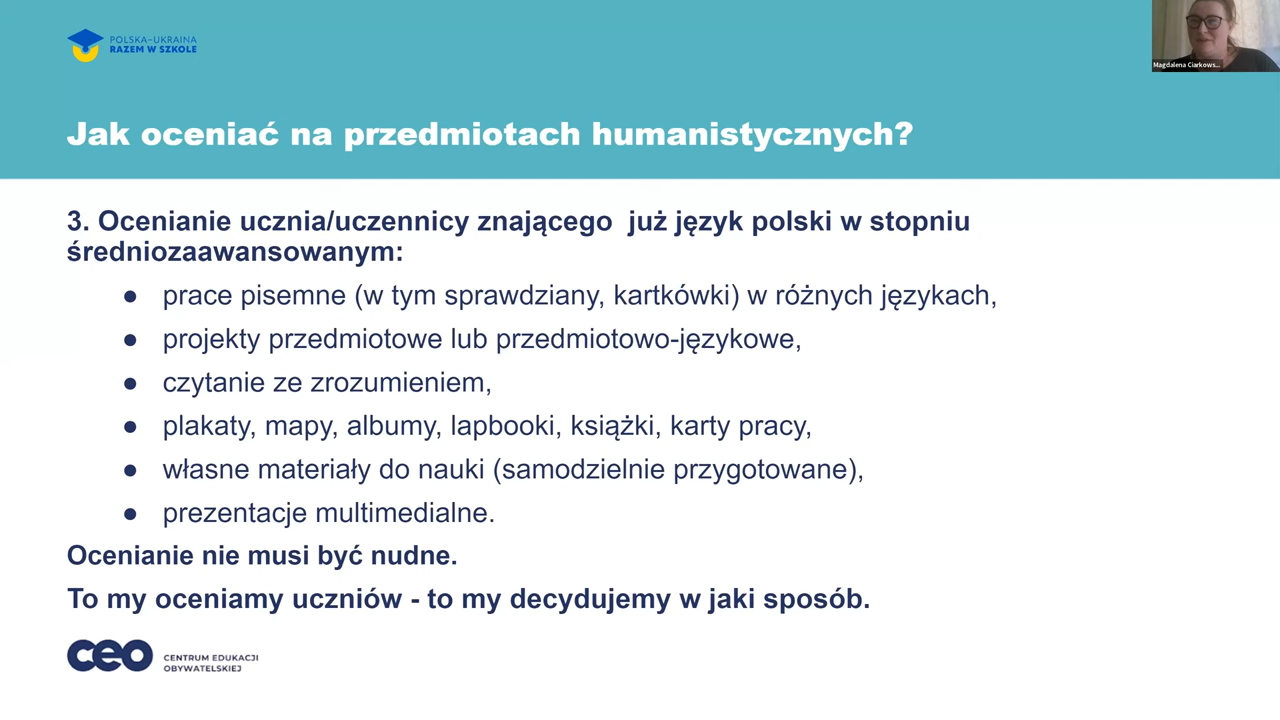 POLSKA-UKRAINA
RAZEM W SZKOLE
Magdalena Ciarkows...
Jak oceniać na przedmiotach humanistycznych?
3. Ocenianie ucznia/uczennicy znającego już język polski w stopniu
średniozaawansowanym:
● prace pisemne (w tym sprawdziany, kartkówki) w różnych językach,
● projekty przedmiotowe lub przedmiotowo-językowe,
● czytanie ze zrozumieniem,
● plakaty, mapy, albumy, lapbooki, książki, karty pracy,
● własne materiały do nauki (samodzielnie przygotowane),
● prezentacje multimedialne.
Ocenianie nie musi być nudne.
To my oceniamy uczniów - to my decydujemy w jaki sposób.
ceo
CENTRUM EDUKACJI
OBYWATELSKIEJ